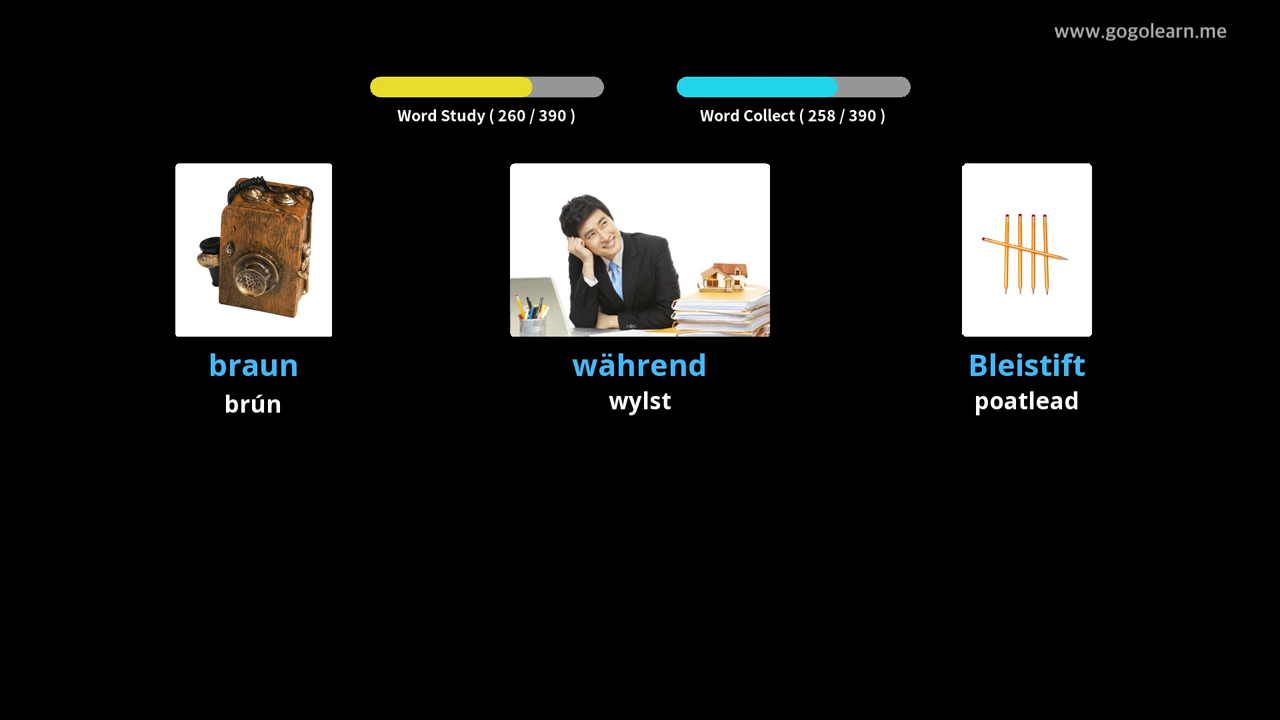 www.gogolearn.me
Word Study ( 260 / 390 )
Word Collect ( 258 / 390 )
braun
brún
während
wylst
Bleistift
poatlead